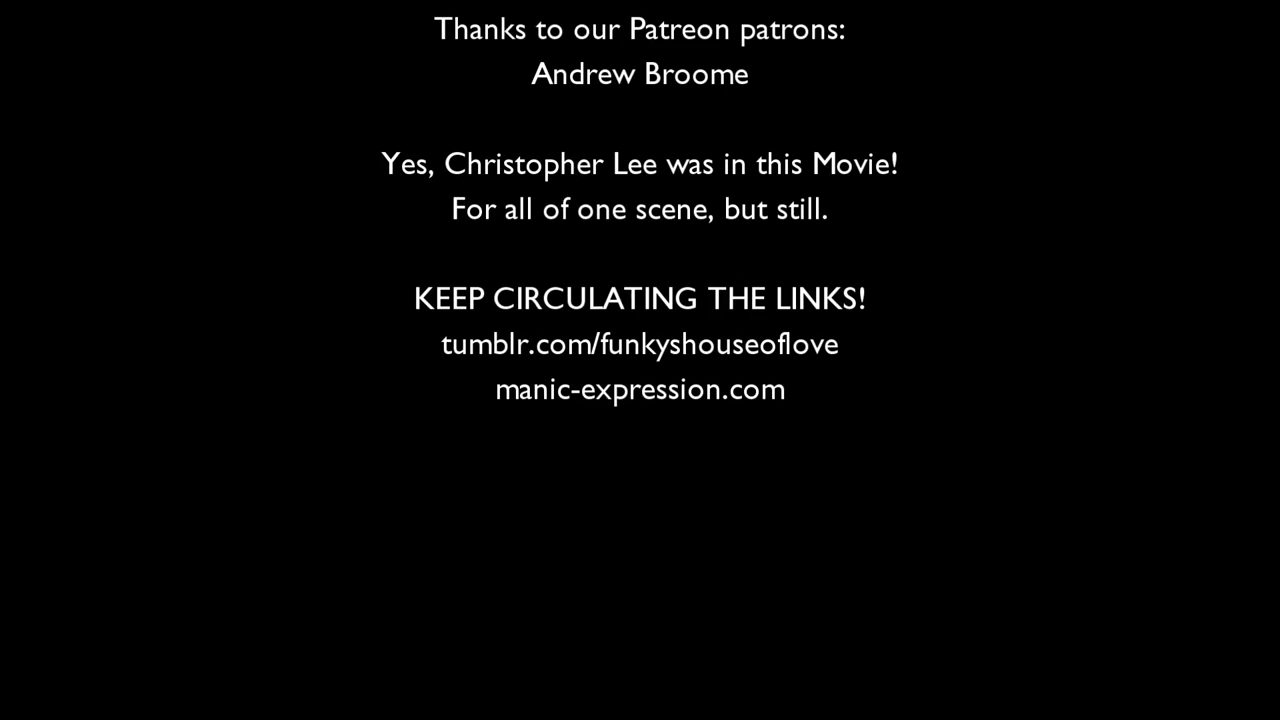 Thanks to our Patreon patrons:
Andrew Broome
Yes, Christopher Lee was in this Movie!
For all of one scene, but still.
KEEP CIRCULATING THE LINKS!
tumblr.com/funkyshouseoflove
manic-expression.com